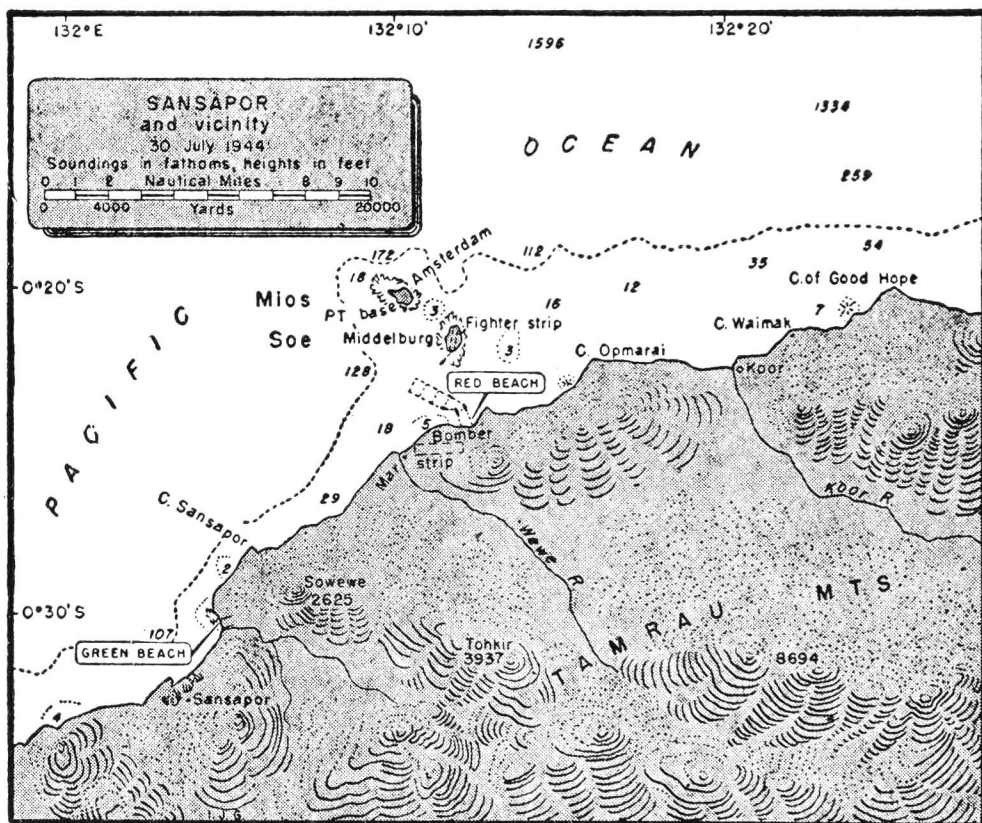 132°E
132°10'
132°20'
1596
SANSAPOR
and vicinity
30 July 1944
Soundings in fathoms, heights in feet
0 1 2 Nautical Miles 8 9 10
0 4000 Yards 20000
1334
OCEAN
259
172
Amsterdam
112
54
35
0°20'S
18
C. of Good Hope
12
Mios
Soe
PT base
3
16
7
Fighter strip
C. Waimak
Middelburg
3
C. Opmarai
PACIFIC
128
RED BEACH
Koor
18
5
Bomber
strip
Mar
29
Koor R.
C. Sansapor
Wewe R.
2
Sowewe
2625
0°30'S
TAMRAU MTS
107
GREEN BEACH
Tohkir
3937
8694
Sansapor
4